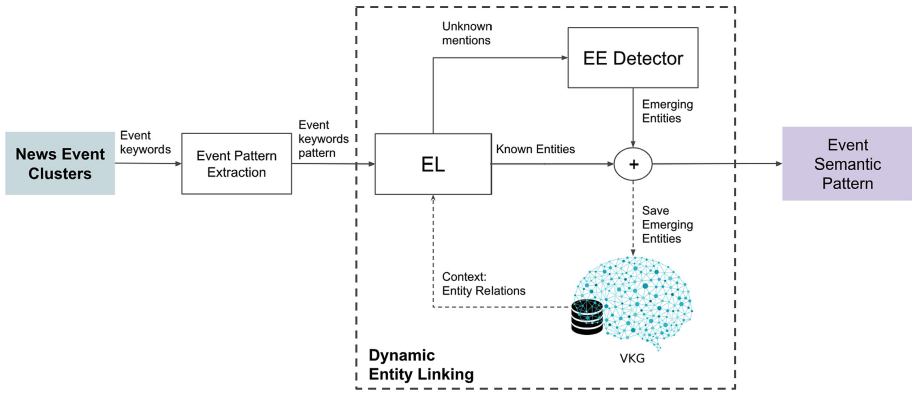 Unknown
mentions
EE Detector
Event
keywords
Event
keywords
pattern
Emerging
Entities
News Event
Clusters
Event Pattern
Extraction
EL
Known Entities
+
Event
Semantic
Pattern
Save
Emerging
Entities
Context:
Entity Relations
VKG
Dynamic
Entity Linking